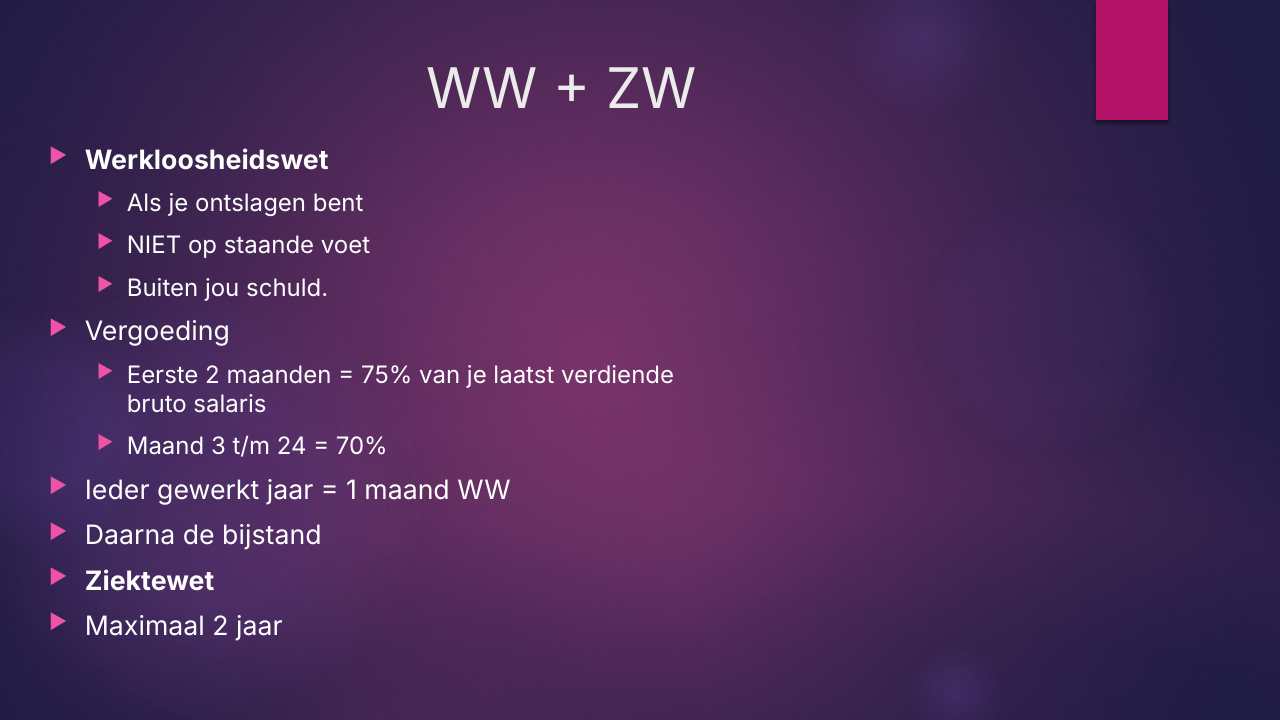 WW + ZW
Werkloosheidswet
Als je ontslagen bent
NIET op staande voet
Buiten jou schuld.
Vergoeding
Eerste 2 maanden = 75% van je laatst verdiende
bruto salaris
Maand 3 t/m 24 = 70%
Ieder gewerkt jaar = 1 maand WW
Daarna de bijstand
Ziektewet
Maximaal 2 jaar